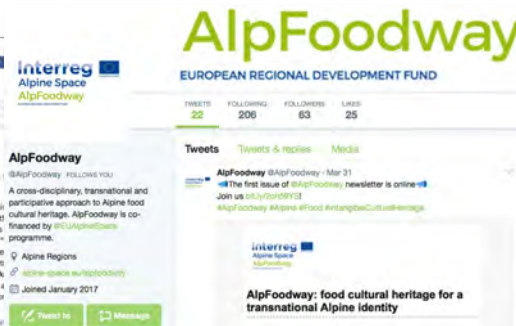 AlpFoodway
Interreg
Alpine Space
AlpFoodway
EUROPEAN REGIONAL DEVELOPMENT FUND
TWEETS FOLLOWING FOLLOWERS LIKES
22 206 63 25
AlpFoodway
@AlpFoodway FOLLOWS YOU
A cross-disciplinary, transnational and
participative approach to Alpine food
cultural heritage. AlpFoodway is co-
financed by @EUAlpineSpace
programme.
Alpine Regions
alpine-space.eu/alpfoodway
Joined January 2017
Tweet to Message
Tweets Tweets & replies Media
AlpFoodway @AlpFoodway · Mar 31
The first issue of @AlpFoodway newsletter is online
Join us
#AlpFoodway #Alpine #Food #IntangibleCulturalHeritage
Interreg
Alpine Space
AlpFoodway
AlpFoodway: food cultural heritage for a
transnational Alpine identity